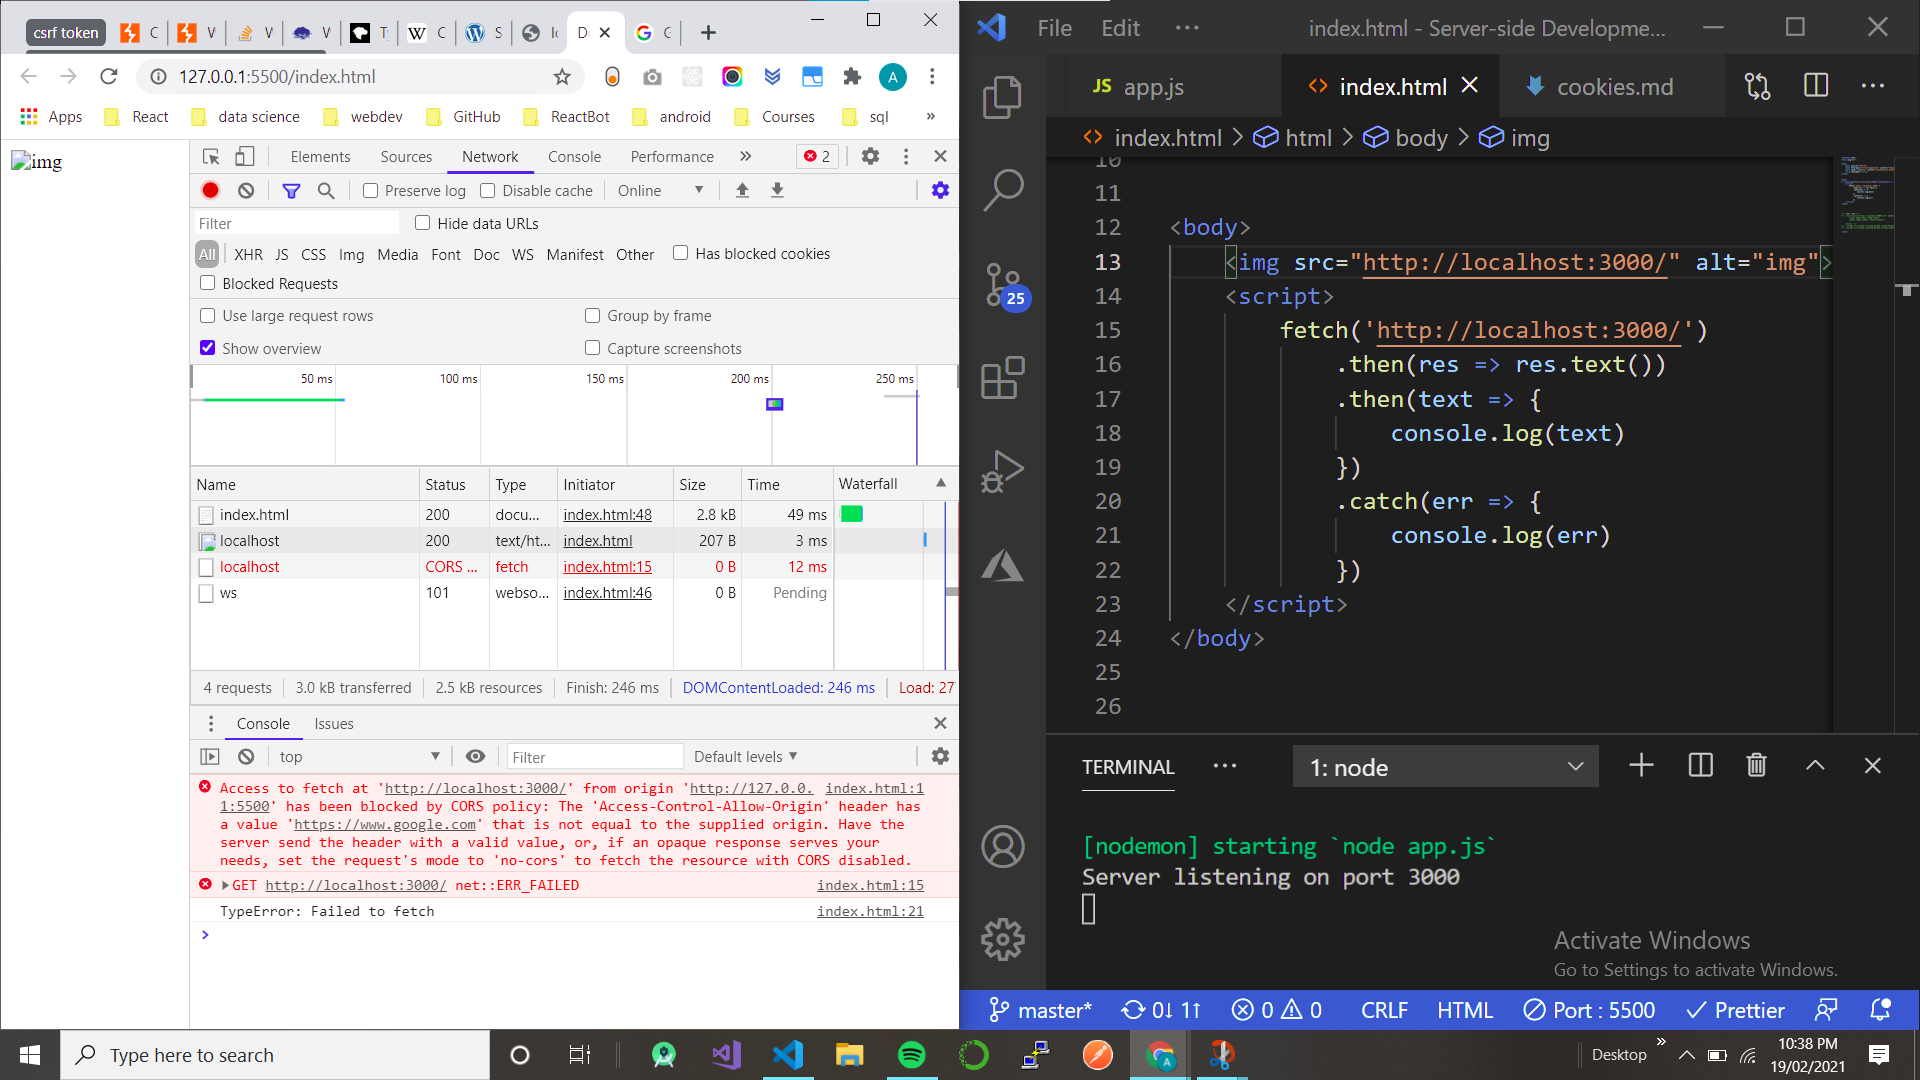 csrf token
127.0.0.1:5500/index.html
A
Apps
React
data science
webdev
GitHub
ReactBot
android
Courses
sql
»
img
Elements
Sources
Network
Console
Performance
»
2
Preserve log
Disable cache
Online
Filter
Hide data URLs
All
XHR
JS
CSS
Img
Media
Font
Doc
WS
Manifest
Other
Has blocked cookies
Blocked Requests
Use large request rows
Group by frame
Show overview
Capture screenshots
50 ms
100 ms
150 ms
200 ms
250 ms
Name Status Type Initiator Size Time Waterfall
index.html 200 docu... index.html:48 2.8 kB 49 ms
localhost 200 text/ht... index.html 207 B 3 ms
localhost CORS ... fetch index.html:15 0 B 12 ms
ws 101 webso... index.html:46 0 B Pending
4 requests
3.0 kB transferred
2.5 kB resources
Finish: 246 ms
DOMContentLoaded: 246 ms
Load: 27
Console
Issues
top
Filter
Default levels
Access to fetch at 'http://localhost:3000/' from origin 'http://127.0.0. index.html:1
1:5500' has been blocked by CORS policy: The 'Access-Control-Allow-Origin' header has
a value 'https://www.google.com' that is not equal to the supplied origin. Have the
server send the header with a valid value, or, if an opaque response serves your
needs, set the request's mode to 'no-cors' to fetch the resource with CORS disabled.
GET http://localhost:3000/ net::ERR_FAILED index.html:15
TypeError: Failed to fetch index.html:21
File
Edit
index.html - Server-side Developme...
JS app.js
index.html
cookies.md
index.html > html > body > img
25
10
11
12 <body>
13 <img src="http://localhost:3000/" alt="img">
14 <script>
15 fetch('http://localhost:3000/')
16 .then(res => res.text())
17 .then(text => {
18 console.log(text)
19 })
20 .catch(err => {
21 console.log(err)
22 })
23 </script>
24 </body>
25
26
TERMINAL
1: node
[nodemon] starting `node app.js`
Server listening on port 3000
Activate Windows
Go to Settings to activate Windows.
master*
0↓ 1↑
0
0
CRLF
HTML
Port : 5500
Prettier
Type here to search
Desktop
»
10:38 PM
19/02/2021